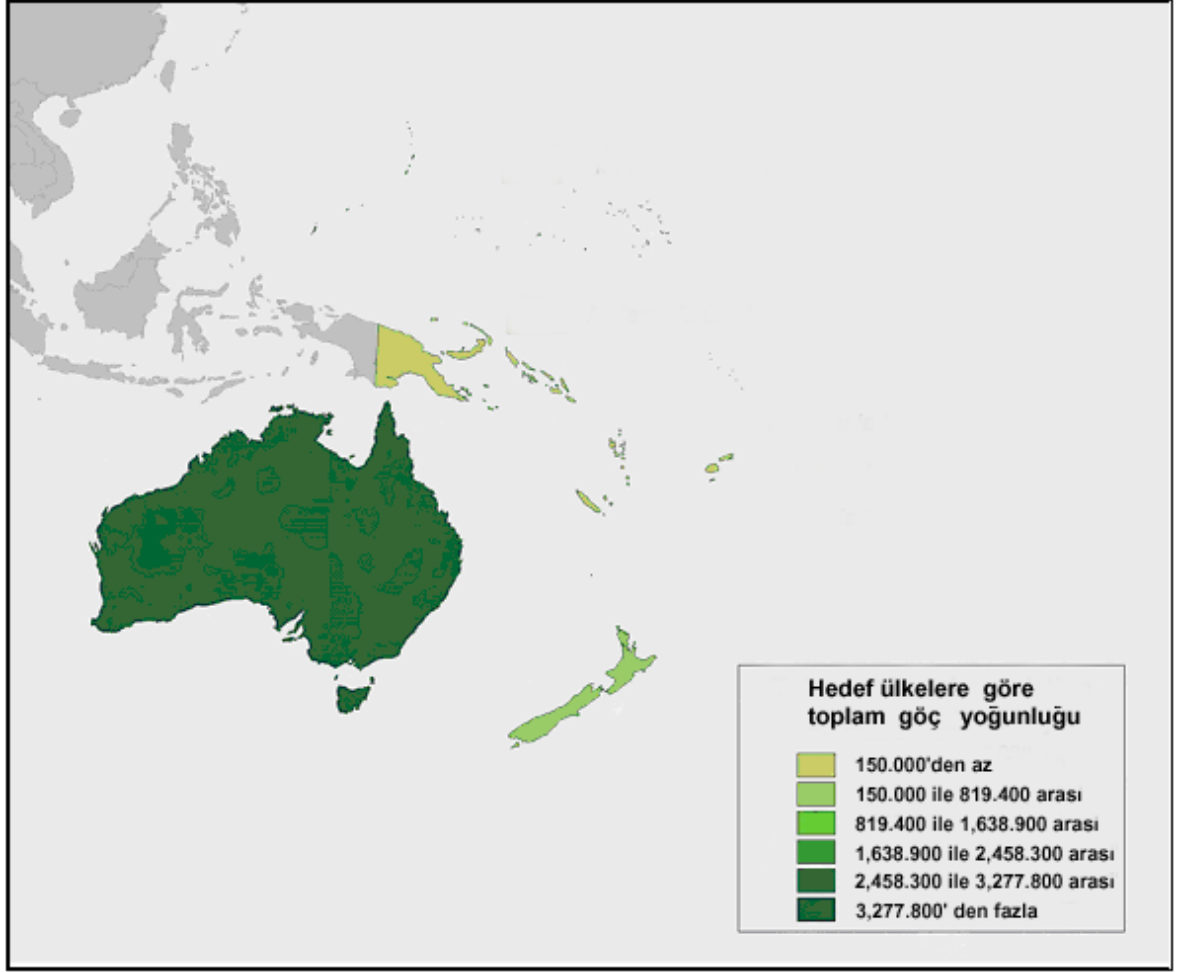 Hedef ülkelere göre
toplam göç yoğunluğu
150.000'den az
150.000 ile 819.400 arası
819.400 ile 1,638.900 arası
1,638.900 ile 2,458.300 arası
2,458.300 ile 3,277.800 arası
3,277.800' den fazla